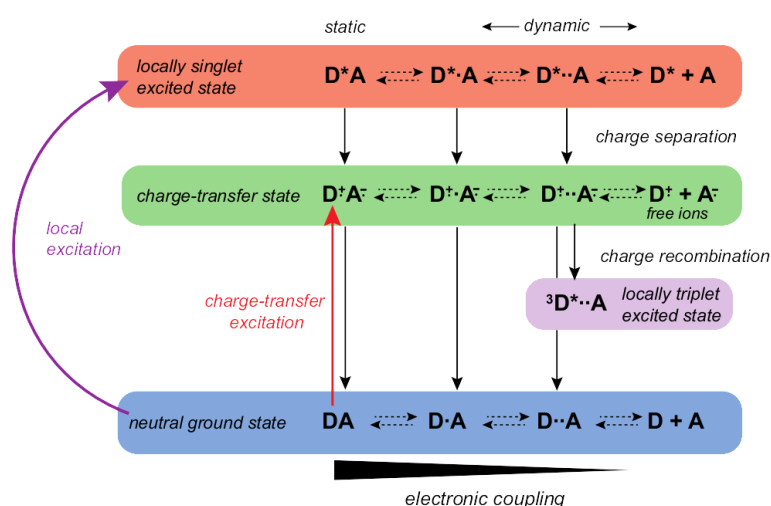 static
dynamic
locally singlet
excited state
D*A
D*·A
D*··A
D* + A
charge separation
charge-transfer state
D⨥A⨪
D⨥·A⨪
D⨥··A⨪
D⨥ + A⨪
free ions
local
excitation
charge recombination
charge-transfer
excitation
³D*··A
locally triplet
excited state
neutral ground state
DA
D·A
D··A
D + A
electronic coupling